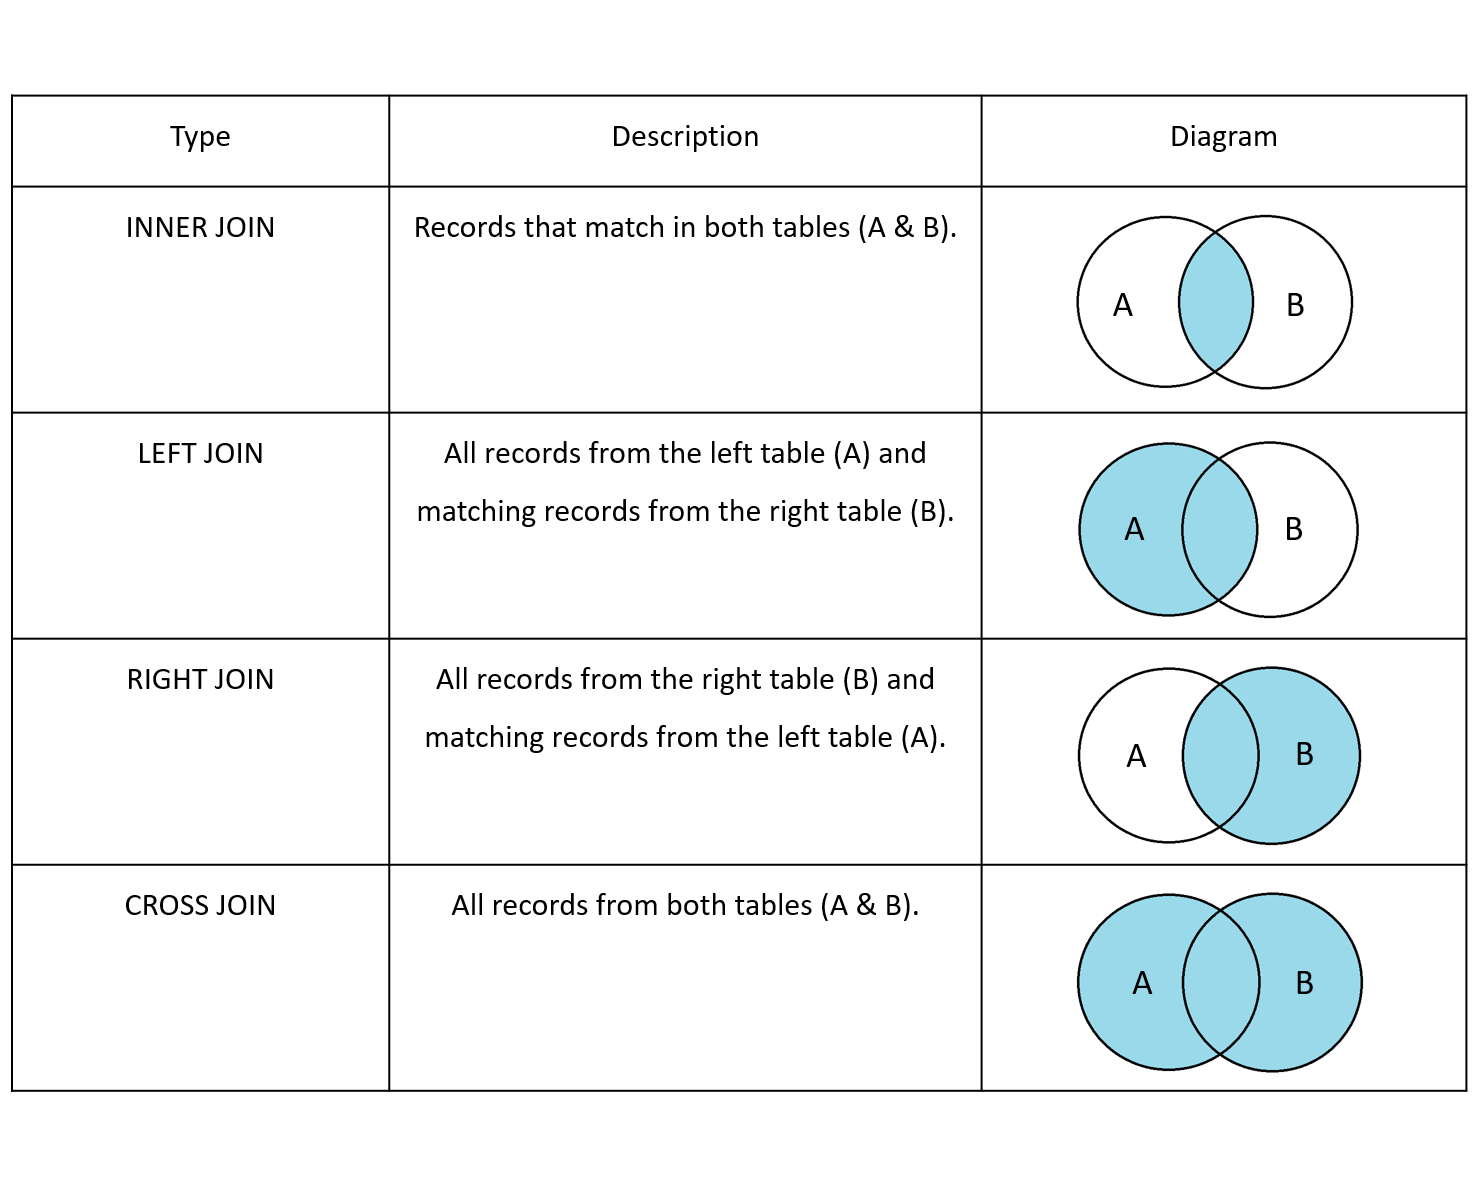 Type
Description
Diagram
INNER JOIN
Records that match in both tables (A & B).
A
B
LEFT JOIN
All records from the left table (A) and
matching records from the right table (B).
A
B
RIGHT JOIN
All records from the right table (B) and
matching records from the left table (A).
A
B
CROSS JOIN
All records from both tables (A & B).
A
B